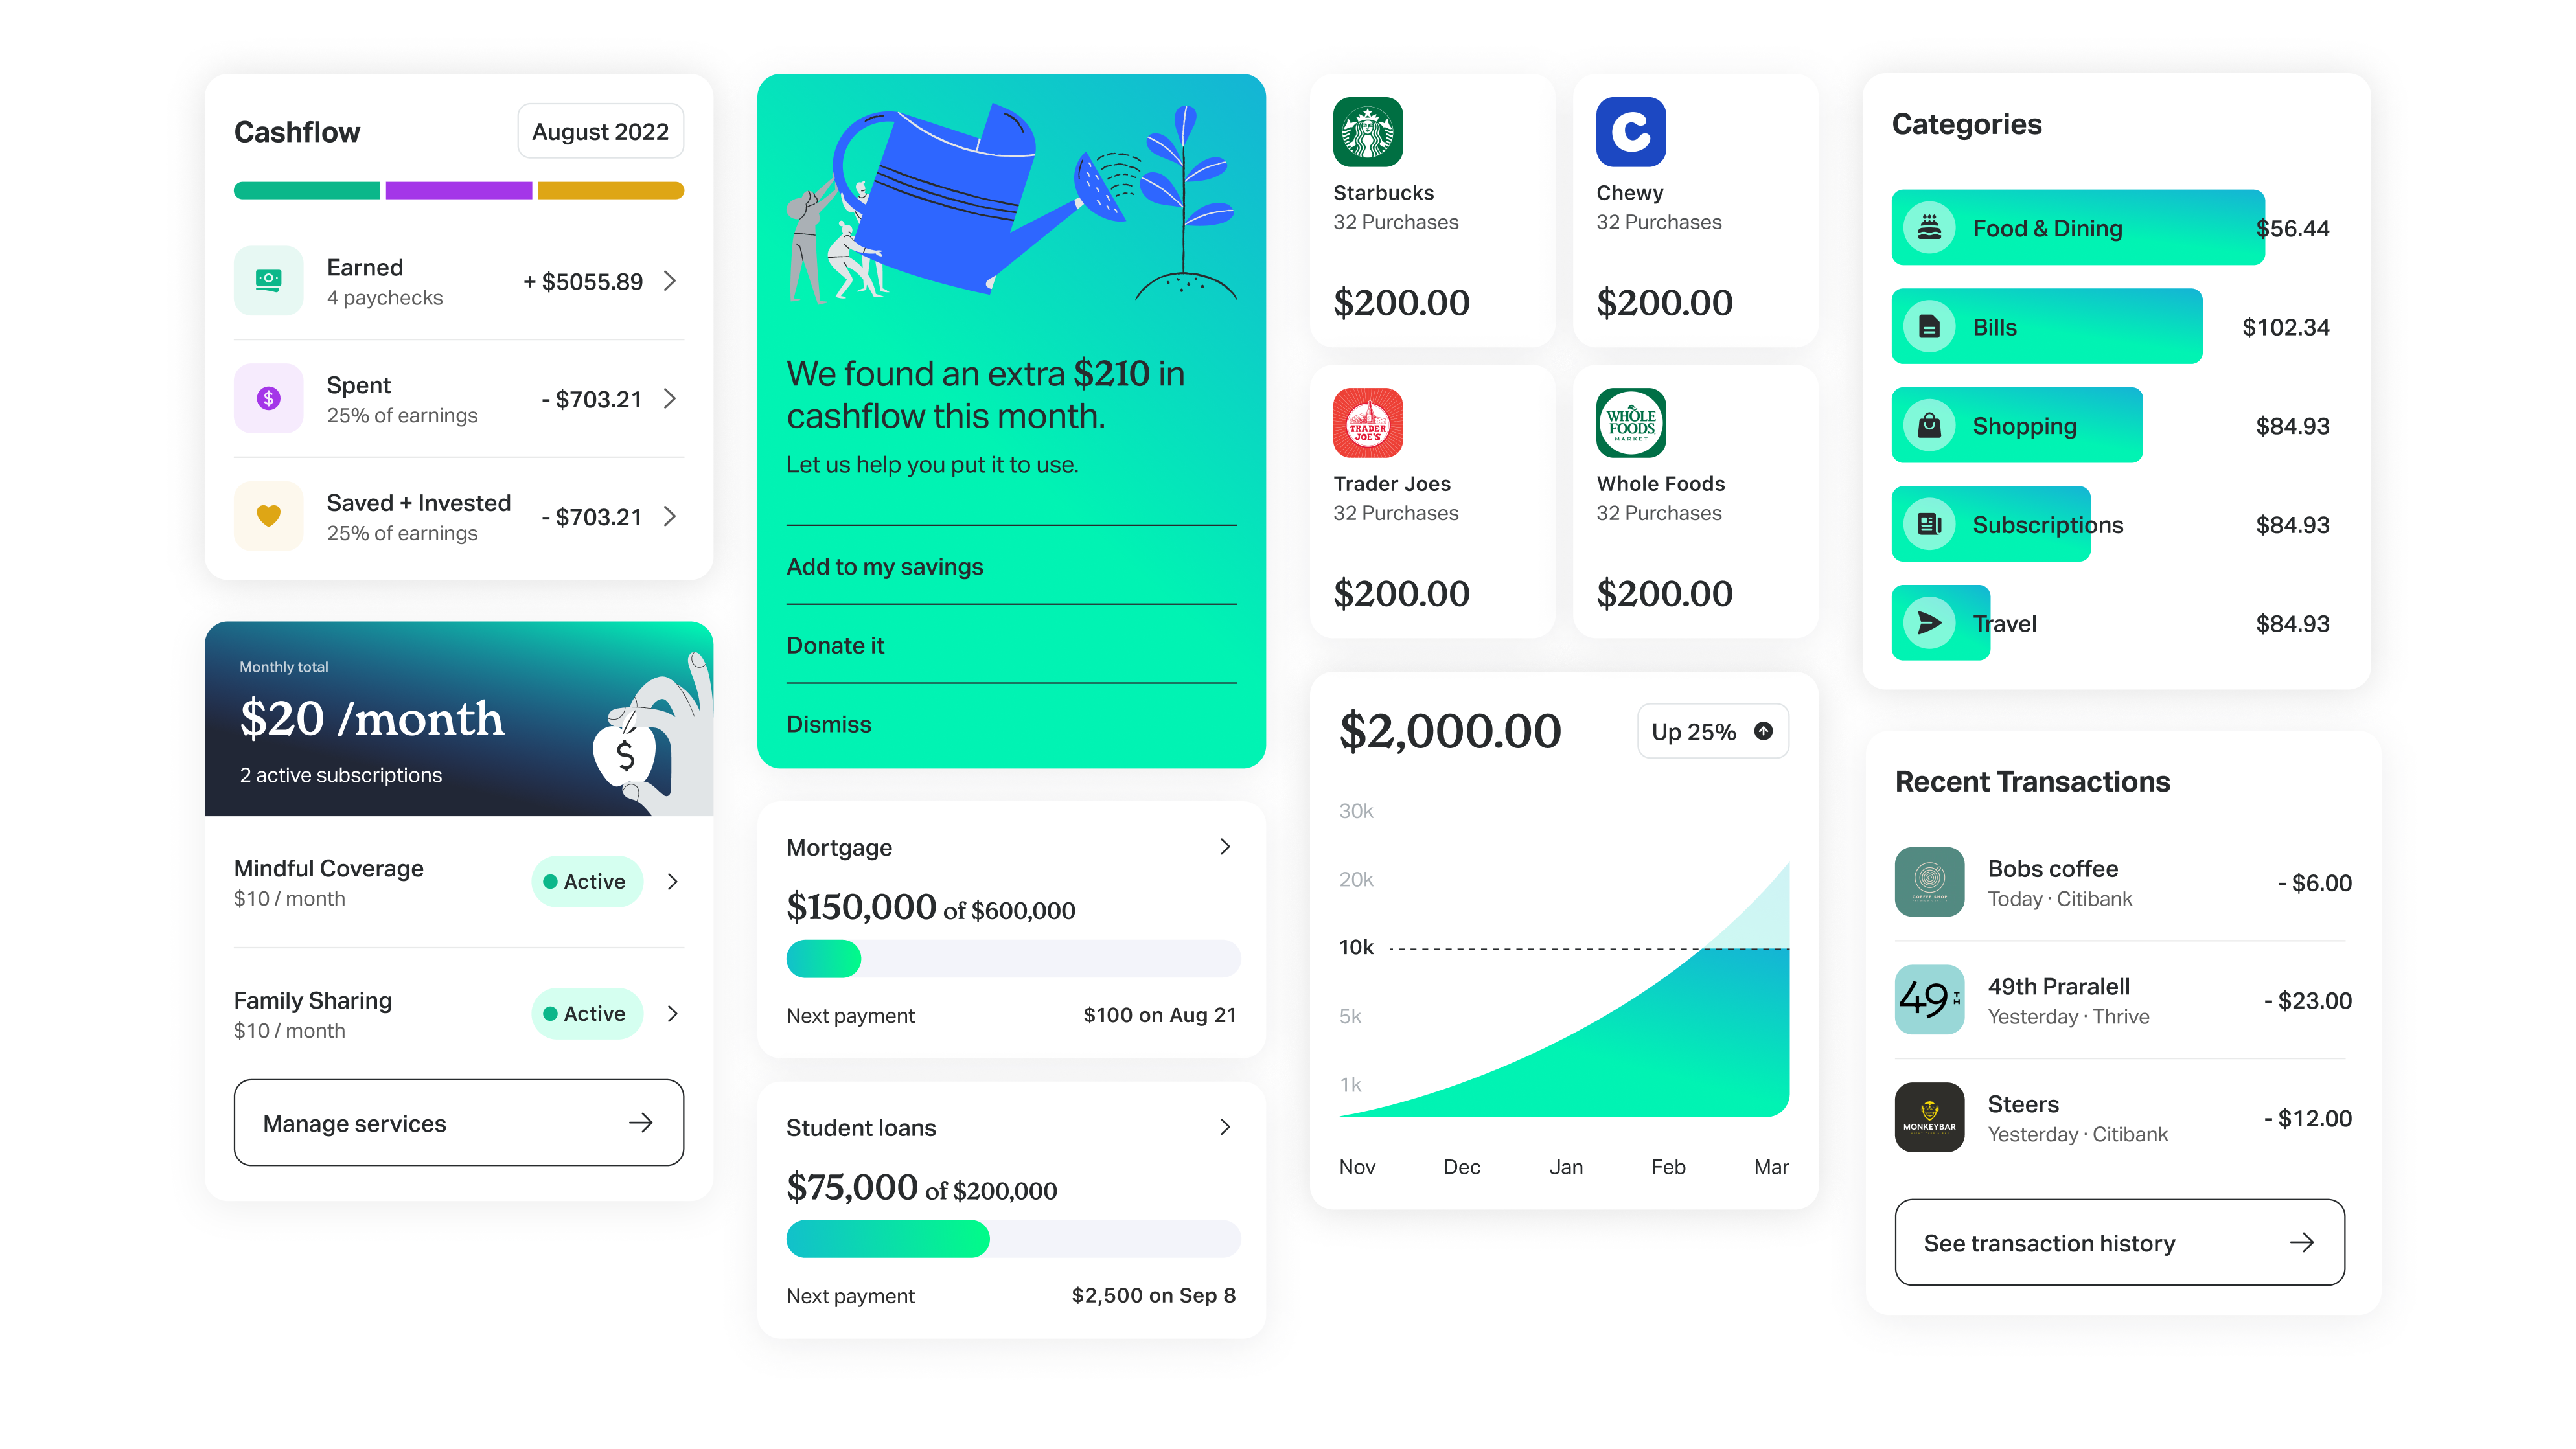 Cashflow
August 2022
Earned
4 paychecks
+ $5055.89
Spent
25% of earnings
- $703.21
Saved + Invested
25% of earnings
- $703.21
Monthly total
$20 /month
2 active subscriptions
$
Mindful Coverage
$10 / month
Active
Family Sharing
$10 / month
Active
Manage services
We found an extra $210 in
cashflow this month.
Let us help you put it to use.
Add to my savings
Donate it
Dismiss
Mortgage
$150,000 of $600,000
Next payment
$100 on Aug 21
Student loans
$75,000 of $200,000
Next payment
$2,500 on Sep 8
Starbucks
32 Purchases
$200.00
Chewy
32 Purchases
$200.00
TRADER
JOE'S
Trader Joes
32 Purchases
$200.00
WHOLE
FOODS
MARKET
Whole Foods
32 Purchases
$200.00
$2,000.00
Up 25%
30k
20k
10k
5k
1k
Nov
Dec
Jan
Feb
Mar
Categories
Food & Dining
$56.44
Bills
$102.34
Shopping
$84.93
Subscriptions
$84.93
Travel
$84.93
Recent Transactions
COFFEE SHOP
Bobs coffee
Today · Citibank
- $6.00
49TH
49th Praralell
Yesterday · Thrive
- $23.00
MONKEYBAR
Steers
Yesterday · Citibank
- $12.00
See transaction history